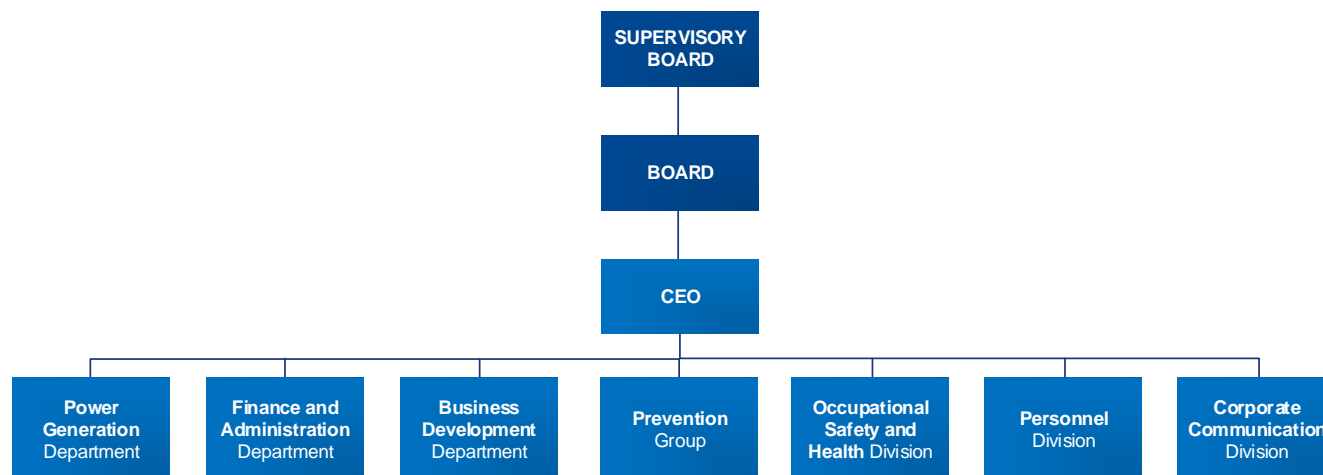 SUPERVISORY
BOARD
BOARD
CEO
Power
Generation
Department
Finance and
Administration
Department
Business
Development
Department
Prevention
Group
Occupational
Safety and
Health Division
Personnel
Division
Corporate
Communication
Division